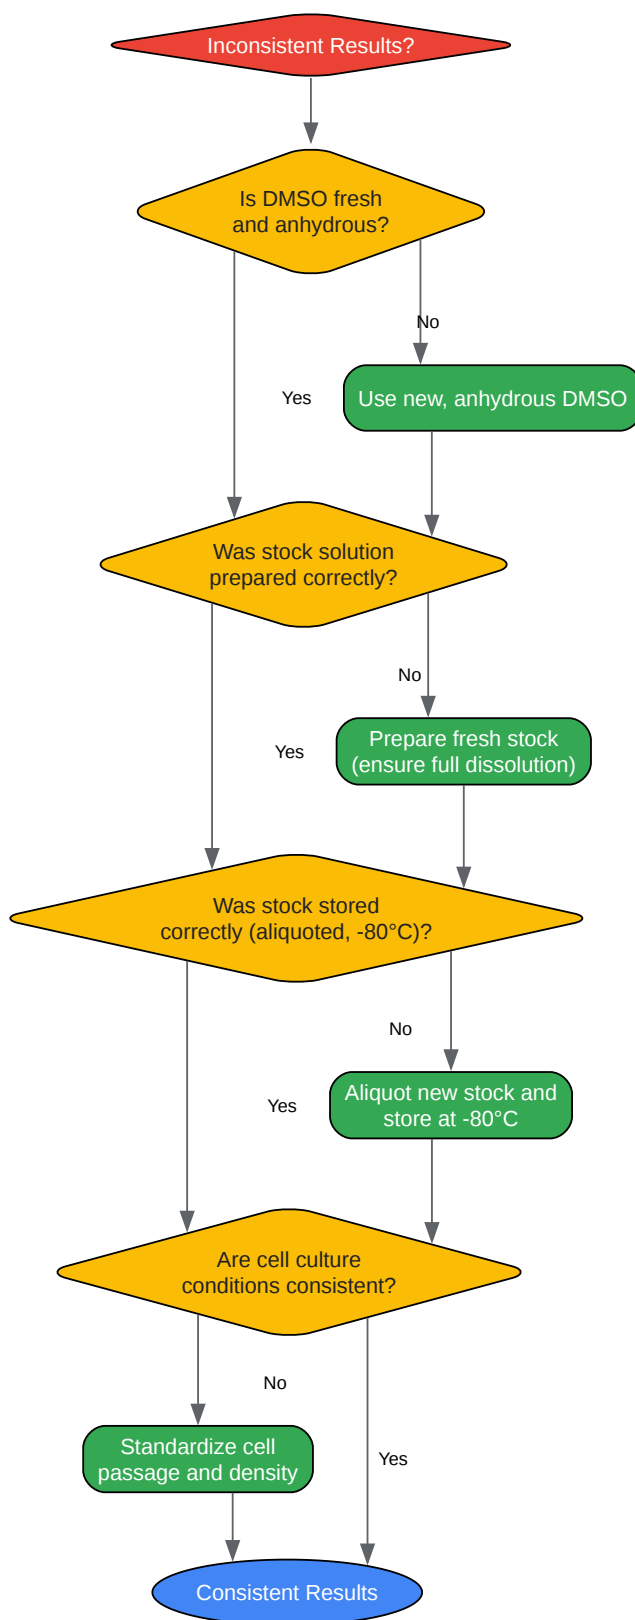 Inconsistent Results?
Is DMSO fresh
and anhydrous?
No
Yes
Use new, anhydrous DMSO
Was stock solution
prepared correctly?
No
Yes
Prepare fresh stock
(ensure full dissolution)
Was stock stored
correctly (aliquoted, -80°C)?
No
Yes
Aliquot new stock and
store at -80°C
Are cell culture
conditions consistent?
No
Standardize cell
passage and density
Yes
Consistent Results